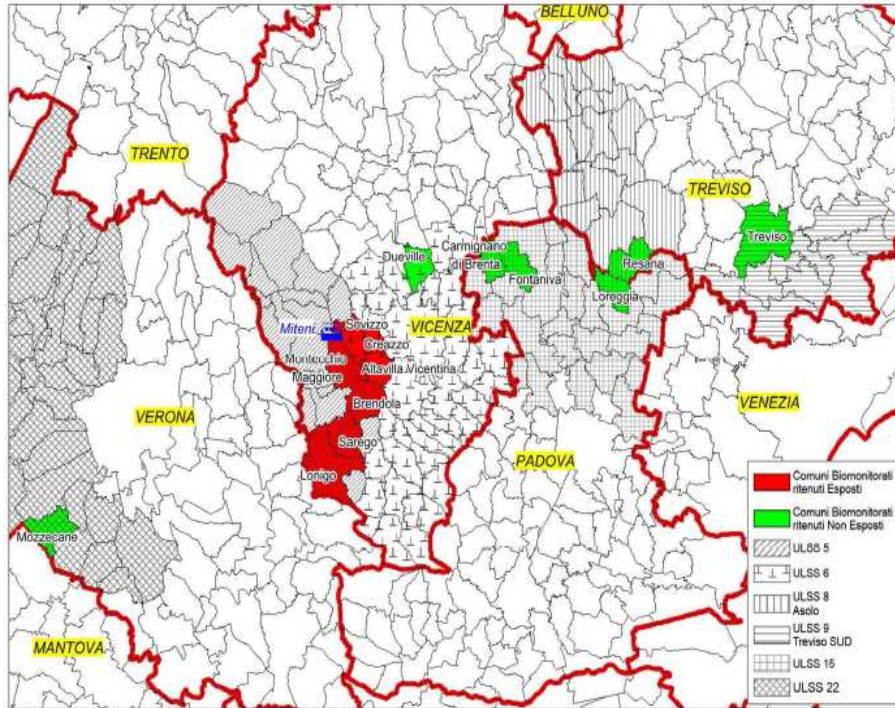 BELLUNO
TRENTO
TREVISO
Treviso
Dueville
Carmignano
di Brenta
Fontaniva
Resana
Loreggia
Miteni
Sovizzo
VICENZA
Creazzo
Montecchio
Maggiore
Altavilla Vicentina
VERONA
Brendola
VENEZIA
Sarego
PADOVA
Lonigo
Mozzecane
MANTOVA
Comuni Biomonitorati
ritenuti Esposti
Comuni Biomonitorati
ritenuti Non Esposti
ULSS 5
ULSS 6
ULSS 8
Asolo
ULSS 9
Treviso SUD
ULSS 15
ULSS 22